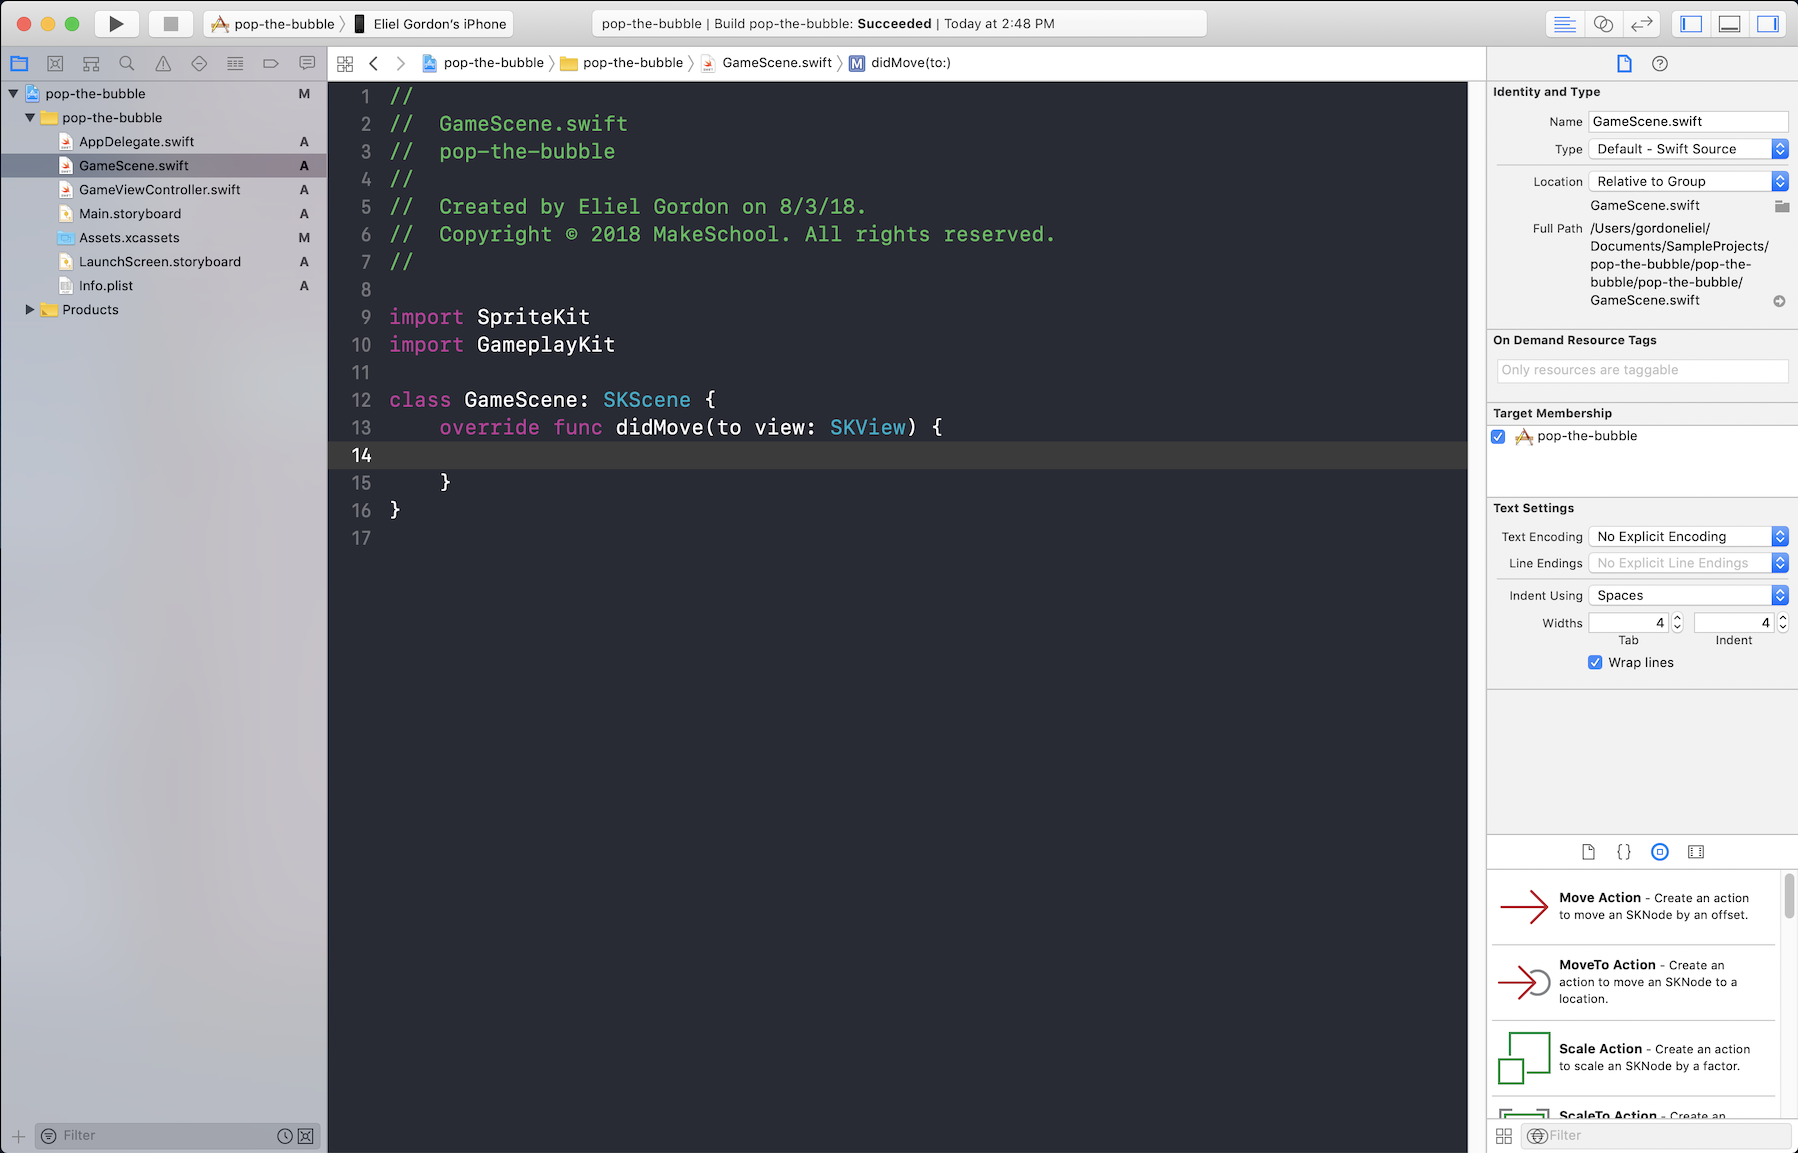 pop-the-bubble 〉 Eliel Gordon's iPhone
pop-the-bubble | Build pop-the-bubble: Succeeded | Today at 2:48 PM
pop-the-bubble 〉 pop-the-bubble 〉 GameScene.swift 〉 M didMove(to:)
pop-the-bubble M
pop-the-bubble
AppDelegate.swift A
GameScene.swift A
GameViewController.swift A
Main.storyboard A
Assets.xcassets M
LaunchScreen.storyboard A
Info.plist A
Products
Filter
1 //
2 //  GameScene.swift
3 //  pop-the-bubble
4 //
5 //  Created by Eliel Gordon on 8/3/18.
6 //  Copyright © 2018 MakeSchool. All rights reserved.
7 //
8
9 import SpriteKit
10 import GameplayKit
11
12 class GameScene: SKScene {
13     override func didMove(to view: SKView) {
14
15     }
16 }
17
Identity and Type
Name GameScene.swift
Type Default - Swift Source
Location Relative to Group
GameScene.swift
Full Path /Users/gordoneliel/
Documents/SampleProjects/
pop-the-bubble/pop-the-
bubble/pop-the-bubble/
GameScene.swift
On Demand Resource Tags
Only resources are taggable
Target Membership
pop-the-bubble
Text Settings
Text Encoding No Explicit Encoding
Line Endings No Explicit Line Endings
Indent Using Spaces
Widths 4 4
Tab Indent
Wrap lines
{}
Move Action - Create an action
to move an SKNode by an offset.
MoveTo Action - Create an
action to move an SKNode to a
location.
Scale Action - Create an action
to scale an SKNode by a factor.
ScaleTo Action - Create an
Filter